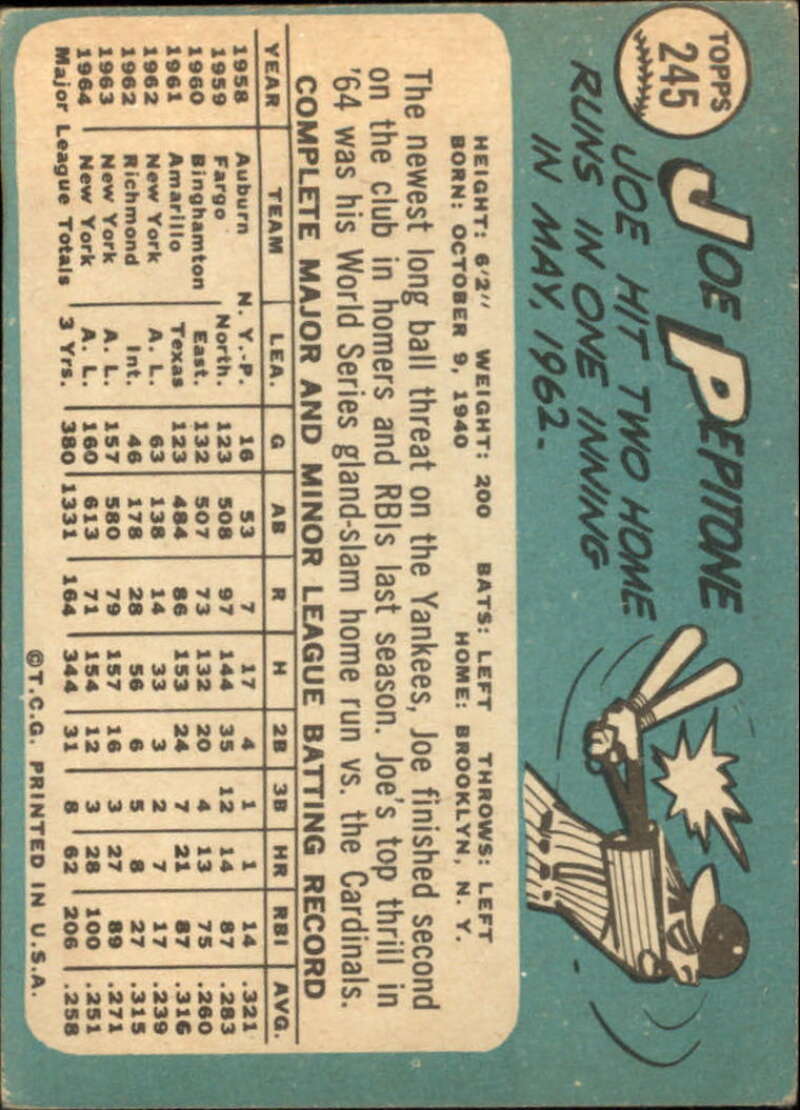 TOPPS
245
JOE PEPITONE
JOE HIT TWO HOME
RUNS IN ONE INNING
IN MAY, 1962-
HEIGHT: 6'2" WEIGHT: 200 BATS: LEFT THROWS: LEFT
BORN: OCTOBER 9, 1940 HOME: BROOKLYN, N. Y.
The newest long ball threat on the Yankees, Joe finished second
on the club in homers and RBIs last season. Joe's top thrill in
'64 was his World Series gland-slam home run vs. the Cardinals.
COMPLETE MAJOR AND MINOR LEAGUE BATTING RECORD
YEAR TEAM LEA. G AB R H 2B 3B HR RBI AVG.
1958 Auburn N. Y.-P. 16 53 7 17 4 1 1 14 .321
1959 Fargo North. 123 508 97 144 35 12 14 87 .283
1960 Binghamton East. 132 507 73 132 20 4 13 75 .260
1961 Amarillo Texas 123 484 86 153 24 7 21 87 .316
1962 New York A. L. 63 138 14 33 3 2 7 17 .239
1962 Richmond Int. 46 178 28 56 6 5 8 27 .315
1963 New York A. L. 157 580 79 157 16 3 27 89 .271
1964 New York A. L. 160 613 71 154 12 3 28 100 .251
Major League Totals 3 Yrs. 380 1331 164 344 31 8 62 206 .258
©T.C.G. PRINTED IN U.S.A.